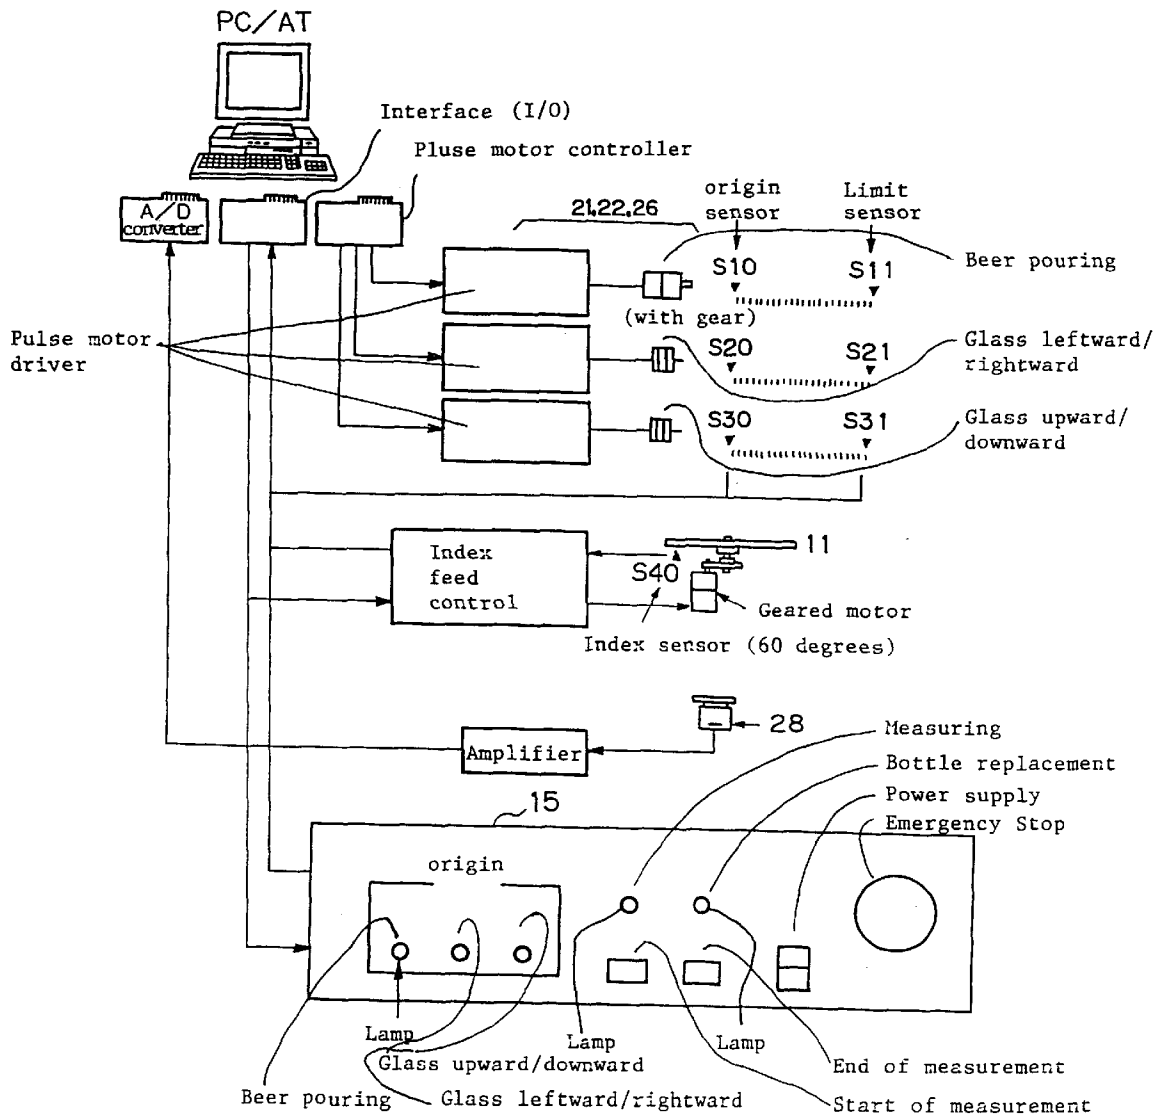 PC/AT
Interface (I/O)
Pluse motor controller
A/D
converter
21,22,26
origin
sensor
Limit
sensor
S10
S11
Beer pouring
(with gear)
Pulse motor
driver
S20
S21
Glass leftward/
rightward
S30
S31
Glass upward/
downward
Index
feed
control
S40
11
Geared motor
Index sensor (60 degrees)
28
Amplifier
Measuring
Bottle replacement
Power supply
Emergency Stop
15
origin
Lamp
Lamp
Lamp
Glass upward/downward
End of measurement
Beer pouring
Glass leftward/rightward
Start of measurement